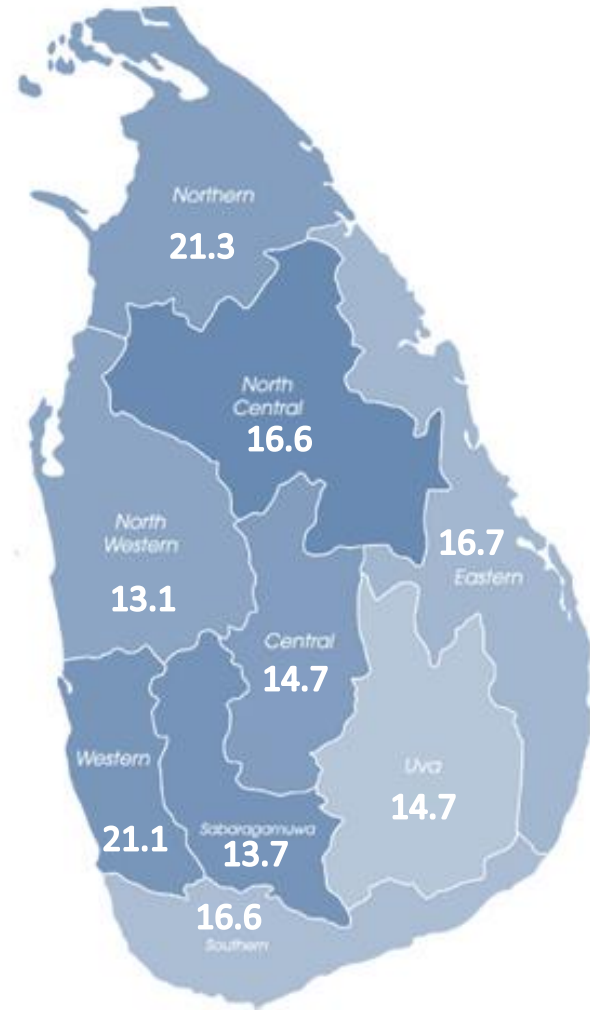 Northern
21.3
North
Central
16.6
North
Western
13.1
16.7
Eastern
Central
14.7
Western
21.1
Uva
14.7
Sabaragamuwa
13.7
16.6
Southern